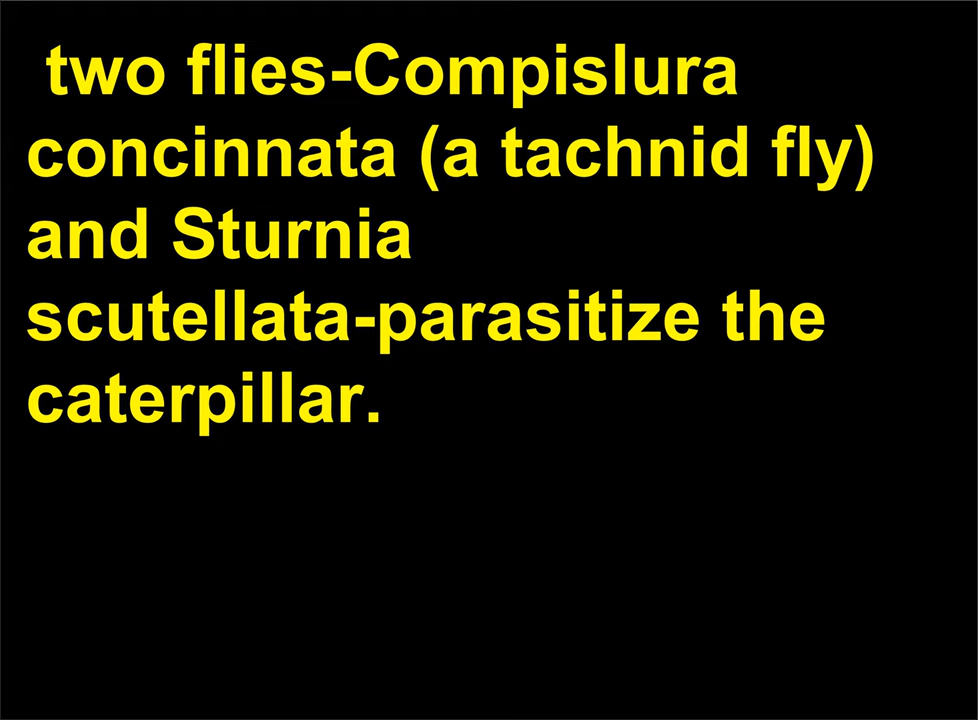 two flies-Compislura
concinnata (a tachnid fly)
and Sturnia
scutellata-parasitize the
caterpillar.